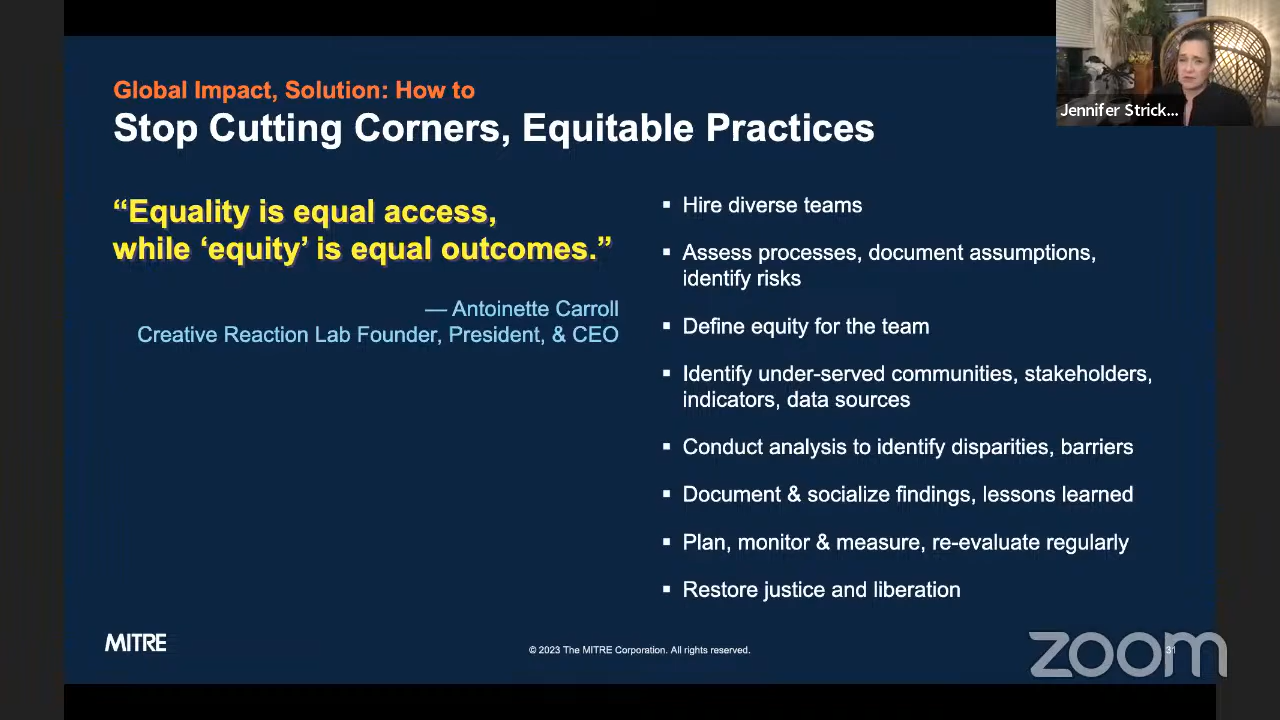 Global Impact, Solution: How to
Stop Cutting Corners, Equitable Practices
“Equality is equal access,
while ‘equity’ is equal outcomes.”
— Antoinette Carroll
Creative Reaction Lab Founder, President, & CEO
▪ Hire diverse teams
▪ Assess processes, document assumptions,
identify risks
▪ Define equity for the team
▪ Identify under-served communities, stakeholders,
indicators, data sources
▪ Conduct analysis to identify disparities, barriers
▪ Document & socialize findings, lessons learned
▪ Plan, monitor & measure, re-evaluate regularly
▪ Restore justice and liberation
Jennifer Strick...
MITRE
© 2023 The MITRE Corporation. All rights reserved.
31
zoom